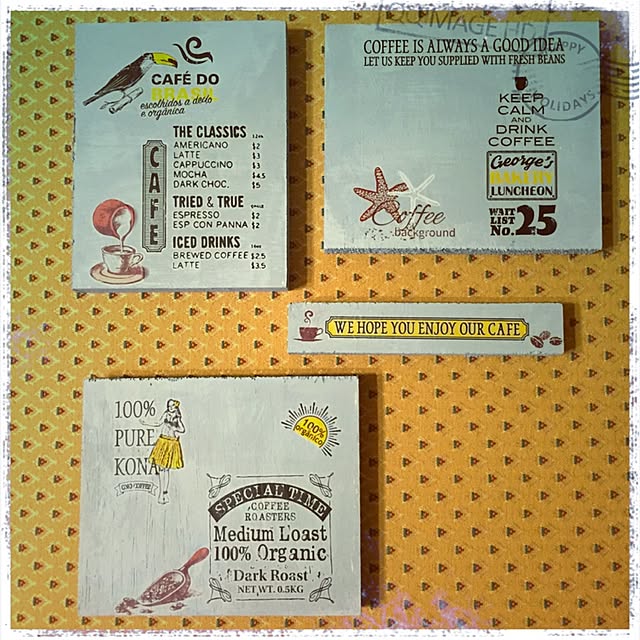 CAFÉ DO
BRASIL
escolhidos a dedo
e orgânica
THE CLASSICS
AMERICANO $2
LATTE $3
CAPPUCCINO $3
MOCHA $4.5
DARK CHOC. $5
TRIED & TRUE
ESPRESSO $2
ESP CON PANNA $2
ICED DRINKS
BREWED COFFEE $2.5
LATTE $3.5
CAFE
COFFEE IS ALWAYS A GOOD IDEA
LET US KEEP YOU SUPPLIED WITH FRESH BEANS
KEEP
CALM
AND
DRINK
COFFEE
George's
BAKERY
LUNCHEON
WAIT
LIST
No. 25
Coffee
background
HOLIDAYS
WE HOPE YOU ENJOY OUR CAFE
100%
PURE
KONA
100%
orgânico
SPECIAL TIME
COFFEE
ROASTERS
Medium Loast
100% Organic
Dark Roast
NET WT. 0.5KG